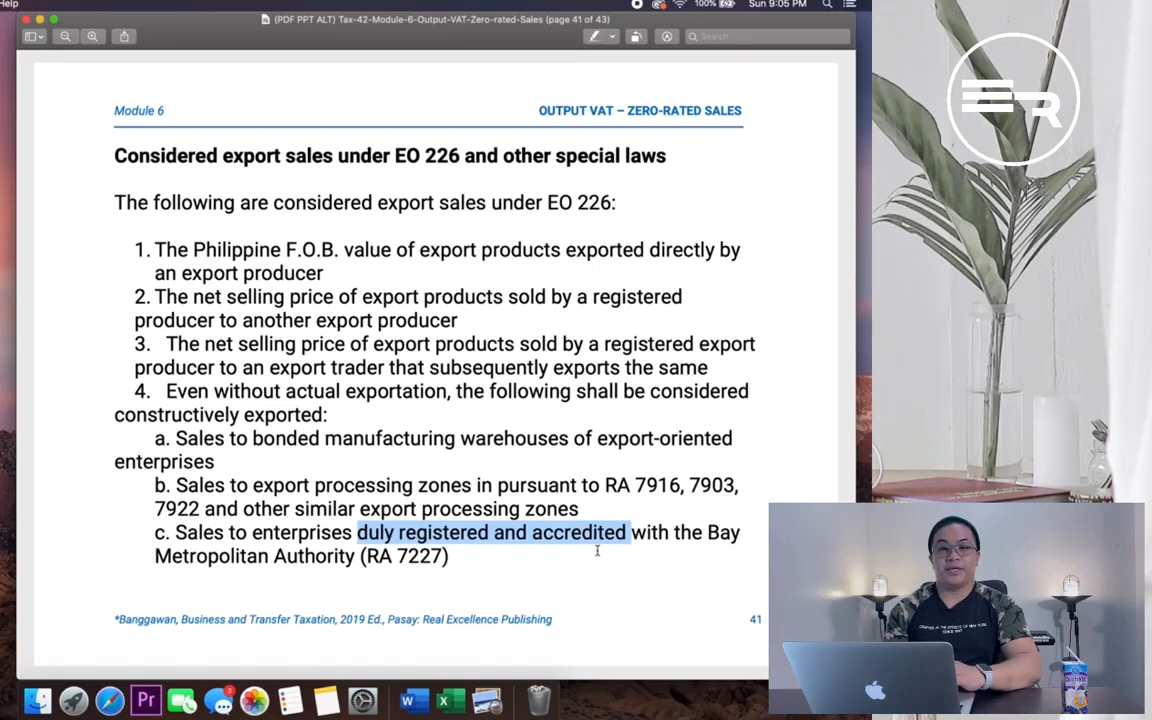 Help
100%
Sun 9:05 PM
(PDF PPT ALT) Tax-42-Module-6-Output-VAT-Zero-rated-Sales (page 41 of 43)
Search
ER
Module 6
OUTPUT VAT – ZERO-RATED SALES
Considered export sales under EO 226 and other special laws
The following are considered export sales under EO 226:
1. The Philippine F.O.B. value of export products exported directly by
an export producer
2. The net selling price of export products sold by a registered
producer to another export producer
3. The net selling price of export products sold by a registered export
producer to an export trader that subsequently exports the same
4. Even without actual exportation, the following shall be considered
constructively exported:
a. Sales to bonded manufacturing warehouses of export-oriented
enterprises
b. Sales to export processing zones in pursuant to RA 7916, 7903,
7922 and other similar export processing zones
c. Sales to enterprises duly registered and accredited with the Bay
Metropolitan Authority (RA 7227)
*Banggawan, Business and Transfer Taxation, 2019 Ed., Pasay: Real Excellence Publishing
41
Pr
3
W
X